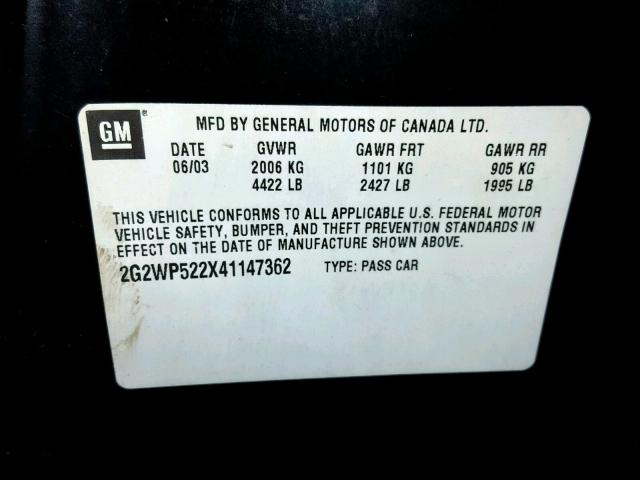 GM® MFD BY GENERAL MOTORS OF CANADA LTD.
DATE GVWR GAWR FRT GAWR RR
06/03 2006 KG 1101 KG 905 KG
4422 LB 2427 LB 1995 LB
THIS VEHICLE CONFORMS TO ALL APPLICABLE U.S. FEDERAL MOTOR
VEHICLE SAFETY, BUMPER, AND THEFT PREVENTION STANDARDS IN
EFFECT ON THE DATE OF MANUFACTURE SHOWN ABOVE.
2G2WP522X41147362 TYPE: PASS CAR